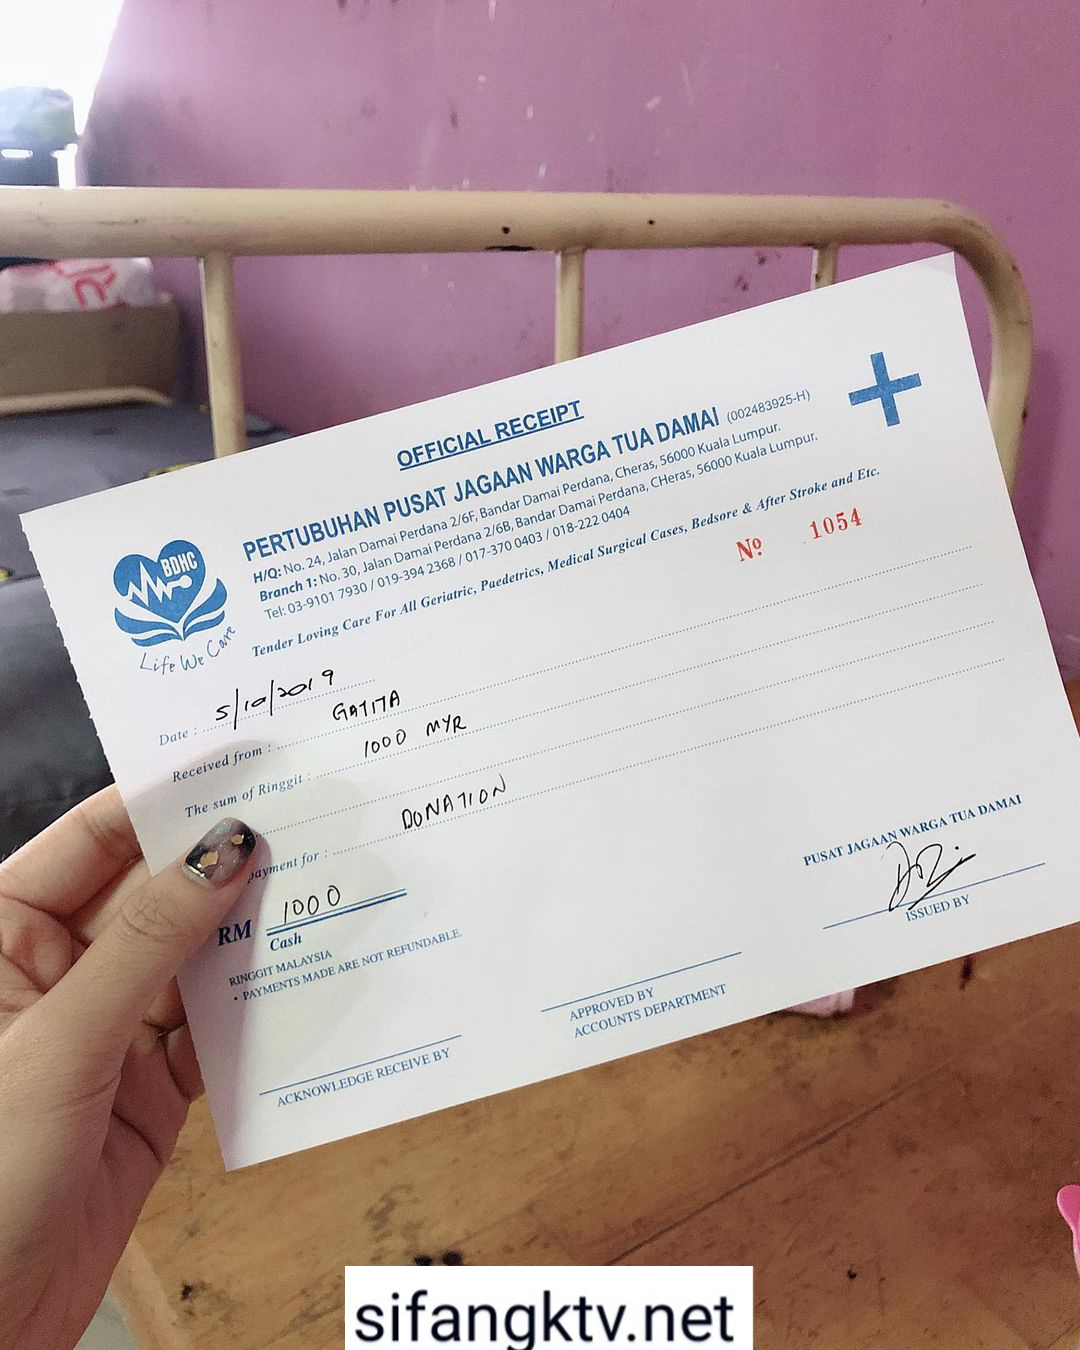 OFFICIAL RECEIPT
PERTUBUHAN PUSAT JAGAAN WARGA TUA DAMAI (002483925-H)
H/Q: No. 24, Jalan Damai Perdana 2/6F, Bandar Damai Perdana, Cheras, 56000 Kuala Lumpur.
Branch 1: No. 30, Jalan Damai Perdana 2/6B, Bandar Damai Perdana, CHeras, 56000 Kuala Lumpur.
Tel: 03-9101 7930 / 019-394 2368 / 017-370 0403 / 018-222 0404
Tender Loving Care For All Geriatric, Paedetrics, Medical Surgical Cases, Bedsore & After Stroke and Etc.
BDHC
Life We Care
Nº 1054
Date : 5/10/2019
Received from : GATITA
The sum of Ringgit : 1000 MYR
payment for : DONATION
RM 1000
Cash
RINGGIT MALAYSIA
• PAYMENTS MADE ARE NOT REFUNDABLE.
PUSAT JAGAAN WARGA TUA DAMAI
ISSUED BY
APPROVED BY
ACCOUNTS DEPARTMENT
ACKNOWLEDGE RECEIVE BY
sifangktv.net